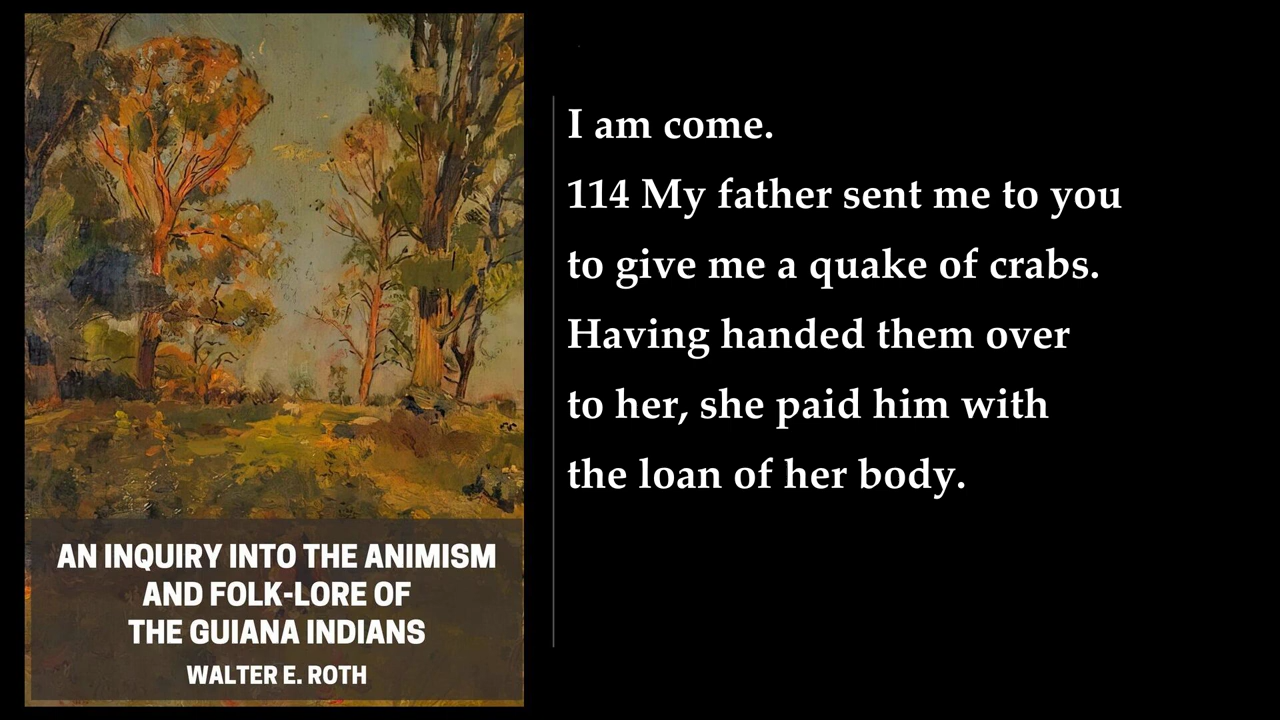 I am come.
114 My father sent me to you
to give me a quake of crabs.
Having handed them over
to her, she paid him with
the loan of her body.
AN INQUIRY INTO THE ANIMISM
AND FOLK-LORE OF
THE GUIANA INDIANS
WALTER E. ROTH